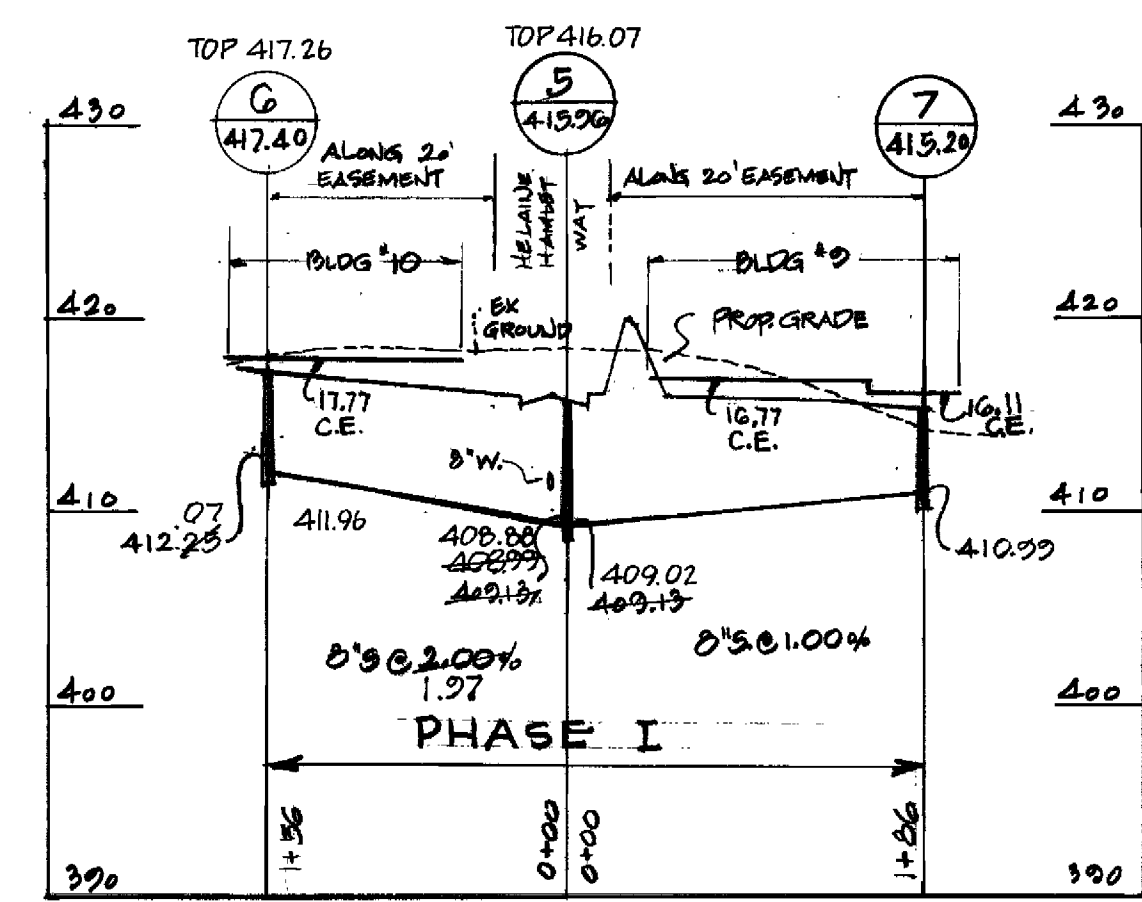 TOP 417.26
TOP 416.07
6
417.40
5
415.96
7
415.20
430
430
ALONG 20'
EASEMENT
HELAINE
HAMLET
WAY
ALONG 20' EASEMENT
BLDG #10
BLDG #9
420
420
EX
GROUND
PROP. GRADE
17.77
C.E.
16.77
C.E.
16.11
C.E.
8"W.
410
410
07
412.25
411.96
408.88
408.99
409.13
409.02
409.13
410.99
8"S @ 2.00%
1.97
8"S. @ 1.00%
400
400
PHASE I
1+56
0+00
0+00
1+86
390
390